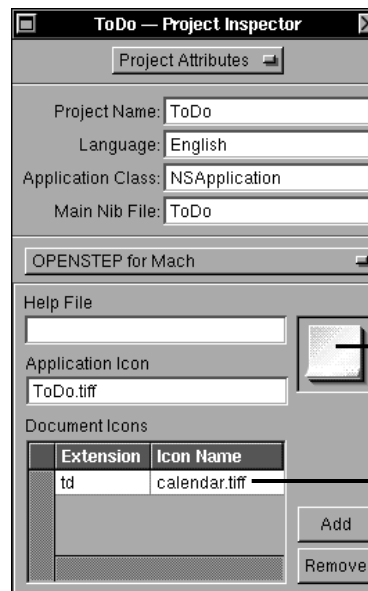 ToDo — Project Inspector
Project Attributes
Project Name: ToDo
Language: English
Application Class: NSApplication
Main Nib File: ToDo
OPENSTEP for Mach
Help File
Application Icon
ToDo.tiff
Document Icons
Extension Icon Name
td calendar.tiff
Add
Remove